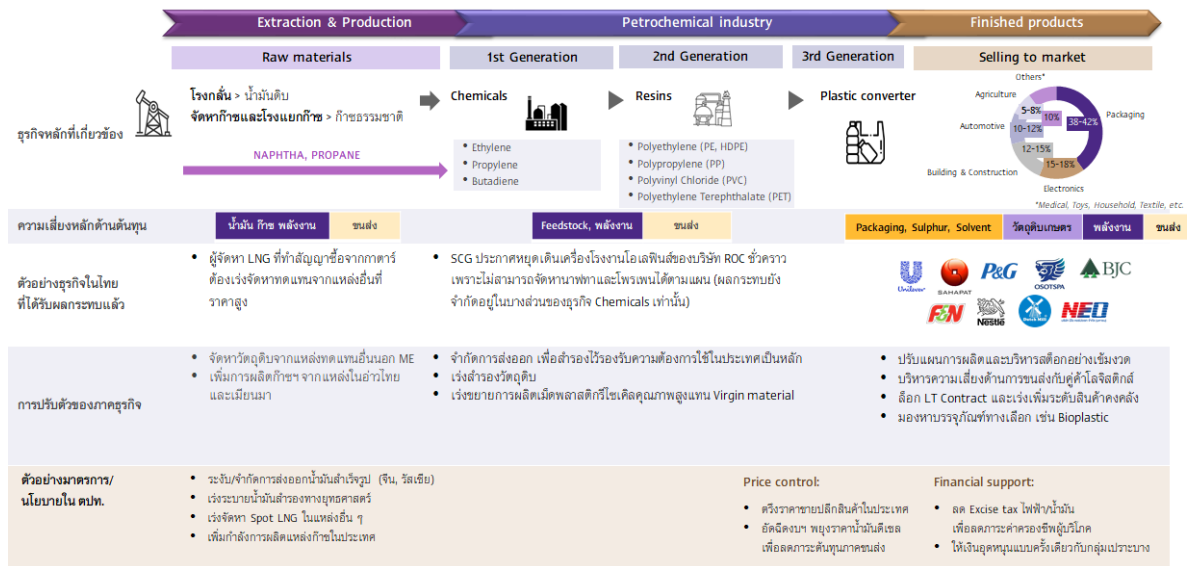 Extraction & Production
Petrochemical industry
Finished products
Raw materials
1st Generation
2nd Generation
3rd Generation
Selling to market
ธุรกิจหลักที่เกี่ยวข้อง
โรงกลั่น > น้ำมันดิบ
จัดหาก๊าซและโรงแยกก๊าซ > ก๊าซธรรมชาติ
NAPHTHA, PROPANE
Chemicals
• Ethylene
• Propylene
• Butadiene
Resins
• Polyethylene (PE, HDPE)
• Polypropylene (PP)
• Polyvinyl Chloride (PVC)
• Polyethylene Terephthalate (PET)
Plastic converter
Others*
Agriculture
Automotive
Building & Construction
Electronics
Packaging
10%
5-8%
10-12%
12-15%
15-18%
38-42%
*Medical, Toys, Household, Textile, etc.
ความเสี่ยงหลักด้านต้นทุน
น้ำมัน ก๊าซ พลังงาน
ขนส่ง
Feedstock, พลังงาน
ขนส่ง
Packaging, Sulphur, Solvent
วัตถุดิบเกษตร
พลังงาน
ขนส่ง
ตัวอย่างธุรกิจในไทย
ที่ได้รับผลกระทบแล้ว
• ผู้จัดหา LNG ที่ทำสัญญาซื้อจากกาตาร์
ต้องเร่งจัดหาทดแทนจากแหล่งอื่นที่
ราคาสูง
• SCG ประกาศหยุดเดินเครื่องโรงงานโอเลฟินส์ของบริษัท ROC ชั่วคราว
เพราะไม่สามารถจัดหานาฟทาและโพรเพนได้ตามแผน (ผลกระทบยัง
จำกัดอยู่ในบางส่วนของธุรกิจ Chemicals เท่านั้น)
Unilever
SAHAPAT
P&G
OSOTSPA
BJC
F&N
Nestlé
Dutch Mill
NEO
การปรับตัวของภาคธุรกิจ
• จัดหาวัตถุดิบจากแหล่งทดแทนอื่นนอก ME
• เพิ่มการผลิตก๊าซฯ จากแหล่งในอ่าวไทย
และเมียนมา
• จำกัดการส่งออก เพื่อสำรองไว้รองรับความต้องการใช้ในประเทศเป็นหลัก
• เร่งสำรองวัตถุดิบ
• เร่งขยายการผลิตเม็ดพลาสติกรีไซเคิลคุณภาพสูงแทน Virgin material
• ปรับแผนการผลิตและบริหารสต็อกอย่างเข้มงวด
• บริหารความเสี่ยงด้านการขนส่งกับคู่ค้าโลจิสติกส์
• ล็อก LT Contract และเร่งเพิ่มระดับสินค้าคงคลัง
• มองหาบรรจุภัณฑ์ทางเลือก เช่น Bioplastic
ตัวอย่างมาตรการ/
นโยบายใน ตปท.
• ระงับ/จำกัดการส่งออกน้ำมันสำเร็จรูป (จีน, รัสเซีย)
• เร่งระบายน้ำมันสำรองทางยุทธศาสตร์
• เร่งจัดหา Spot LNG ในแหล่งอื่น ๆ
• เพิ่มกำลังการผลิตแหล่งก๊าซในประเทศ
Price control:
• ตรึงราคาขายปลีกสินค้าในประเทศ
• อัดฉีดงบฯ พยุงราคาน้ำมันดีเซล
เพื่อลดภาระต้นทุนภาคขนส่ง
Financial support:
• ลด Excise tax ไฟฟ้า/น้ำมัน
เพื่อลดภาระค่าครองชีพผู้บริโภค
• ให้เงินอุดหนุนแบบครั้งเดียวกับกลุ่มเปราะบาง